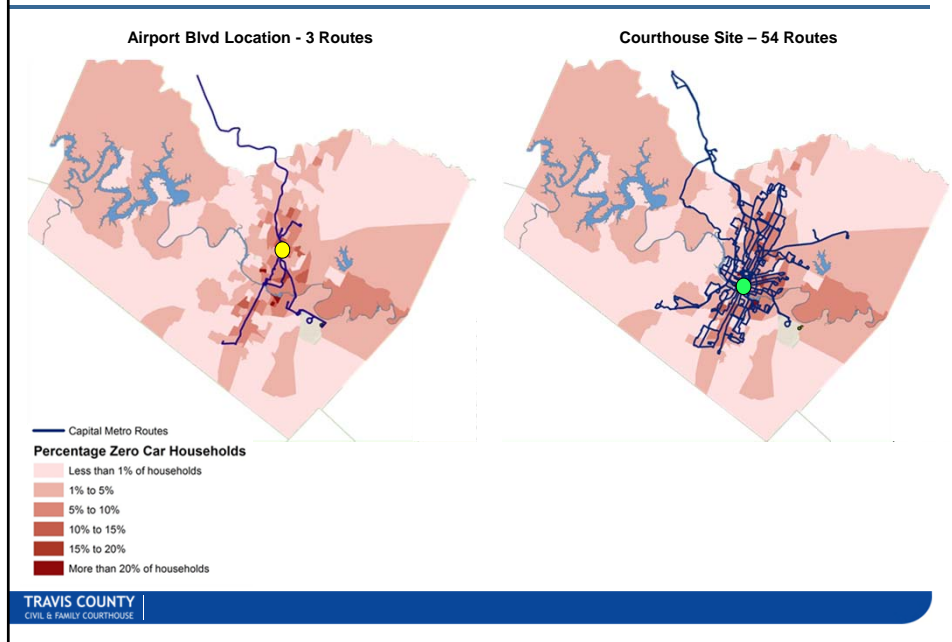 Airport Blvd Location - 3 Routes
Courthouse Site – 54 Routes
Capital Metro Routes
Percentage Zero Car Households
Less than 1% of households
1% to 5%
5% to 10%
10% to 15%
15% to 20%
More than 20% of households
TRAVIS COUNTY
CIVIL & FAMILY COURTHOUSE